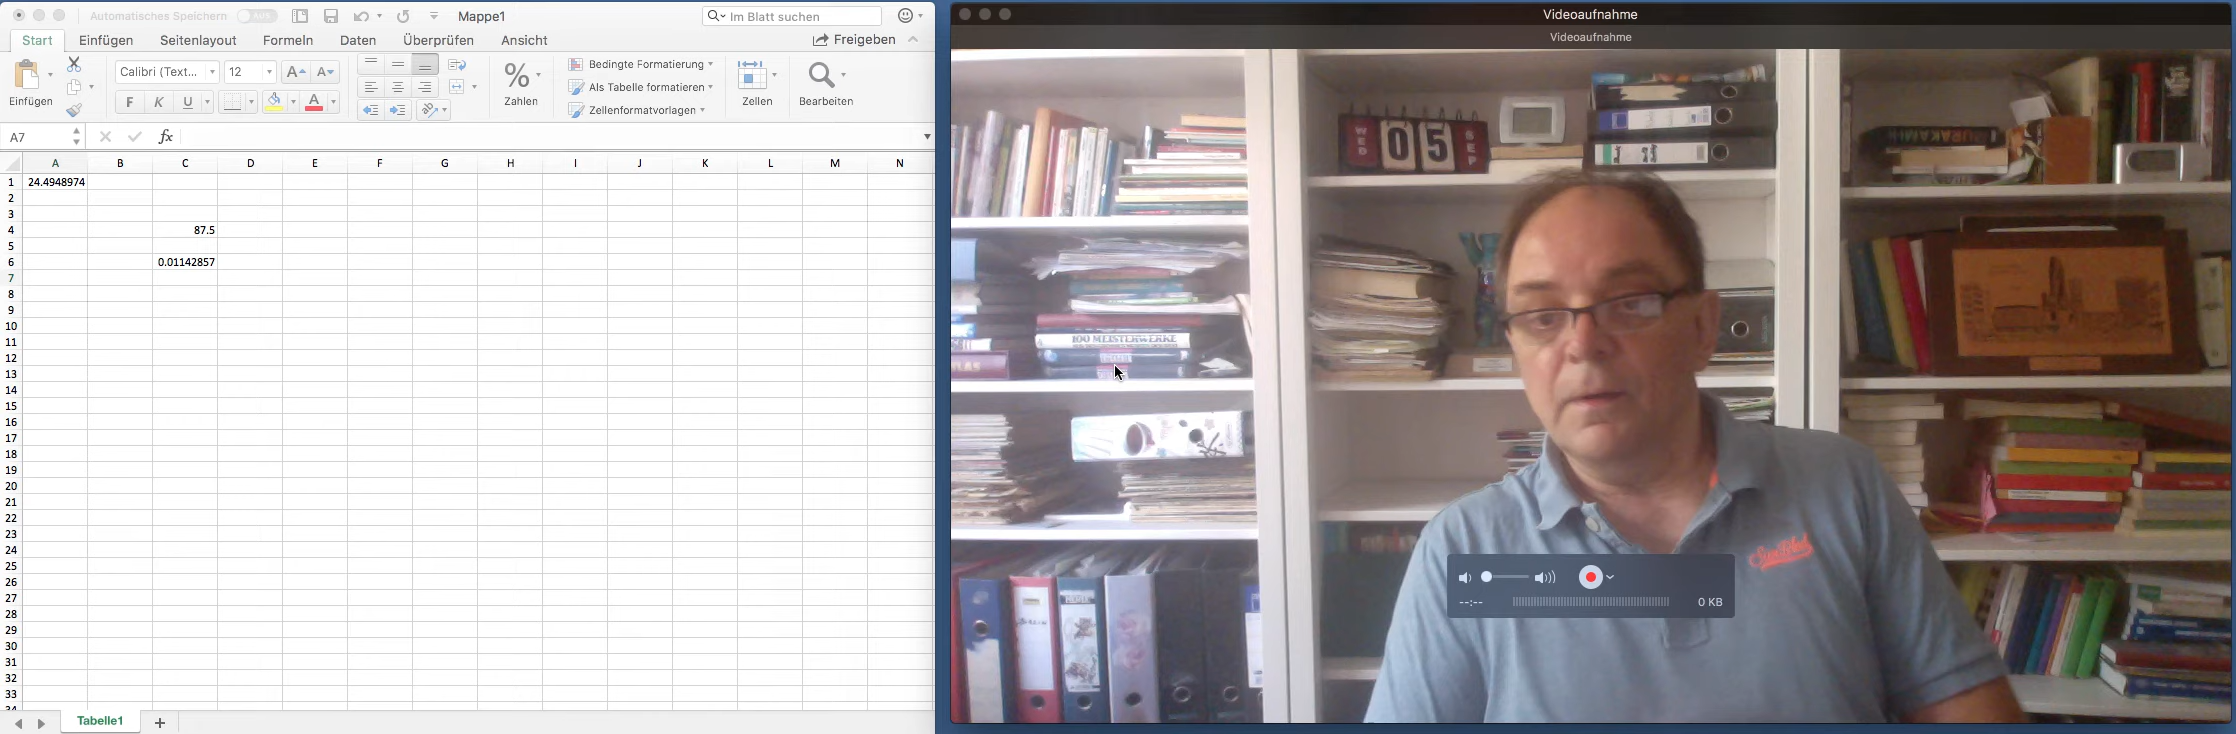 Automatisches Speichern AUS Mappe1 Im Blatt suchen
Start Einfügen Seitenlayout Formeln Daten Überprüfen Ansicht Freigeben
Einfügen
Calibri (Text... 12
F K U
%
Zahlen
Bedingte Formatierung
Als Tabelle formatieren
Zellenformatvorlagen
Zellen
Bearbeiten
A7 fx
A B C D E F G H I J K L M N
1 24.4948974
2
3
4 87.5
5
6 0.01142857
7
8
9
10
11
12
13
14
15
16
17
18
19
20
21
22
23
24
25
26
27
28
29
30
31
32
33
34
Tabelle1
Videoaufnahme
Videoaufnahme
WED 05 SEP
100 MEISTERWERKE
--:-- 0 KB